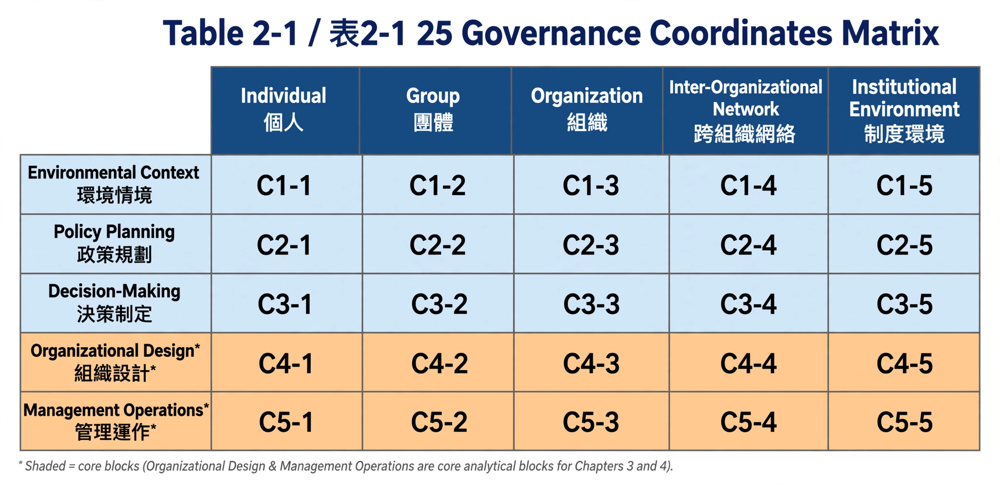 Table 2-1 / 表2-1 25 Governance Coordinates Matrix
Individual
個人
Group
團體
Organization
組織
Inter-Organizational
Network
跨組織網絡
Institutional
Environment
制度環境
Environmental Context
環境情境
C1-1 C1-2 C1-3 C1-4 C1-5
Policy Planning
政策規劃
C2-1 C2-2 C2-3 C2-4 C2-5
Decision-Making
決策制定
C3-1 C3-2 C3-3 C3-4 C3-5
Organizational Design*
組織設計*
C4-1 C4-2 C4-3 C4-4 C4-5
Management Operations*
管理運作*
C5-1 C5-2 C5-3 C5-4 C5-5
* Shaded = core blocks (Organizational Design & Management Operations are core analytical blocks for Chapters 3 and 4).